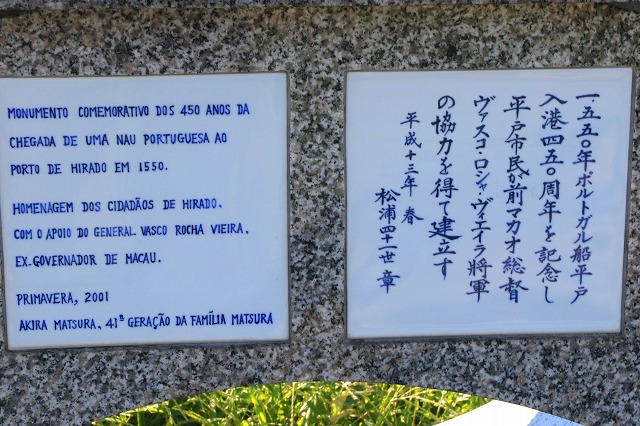 MONUMENTO COMEMORATIVO DOS 450 ANOS DA
CHEGADA DE UMA NAU PORTUGUESA AO
PORTO DE HIRADO EM 1550.
HOMENAGEM DOS CIDADÃOS DE HIRADO.
COM O APOIO DO GENERAL VASCO ROCHA VIEIRA.
EX.GOVERNADOR DE MACAU.
PRIMAVERA, 2001
AKIRA MATSURA, 41ª GERAÇÃO DA FAMÍLIA MATSURA
一五五〇年ポルトガル船平戸
入港四五〇周年を記念し
平戸市民が前マカオ総督
ヴァスコ・ロシャ・ヴィエイラ将軍
の協力を得て建立す
平成十三年 春
松浦四十一世 章